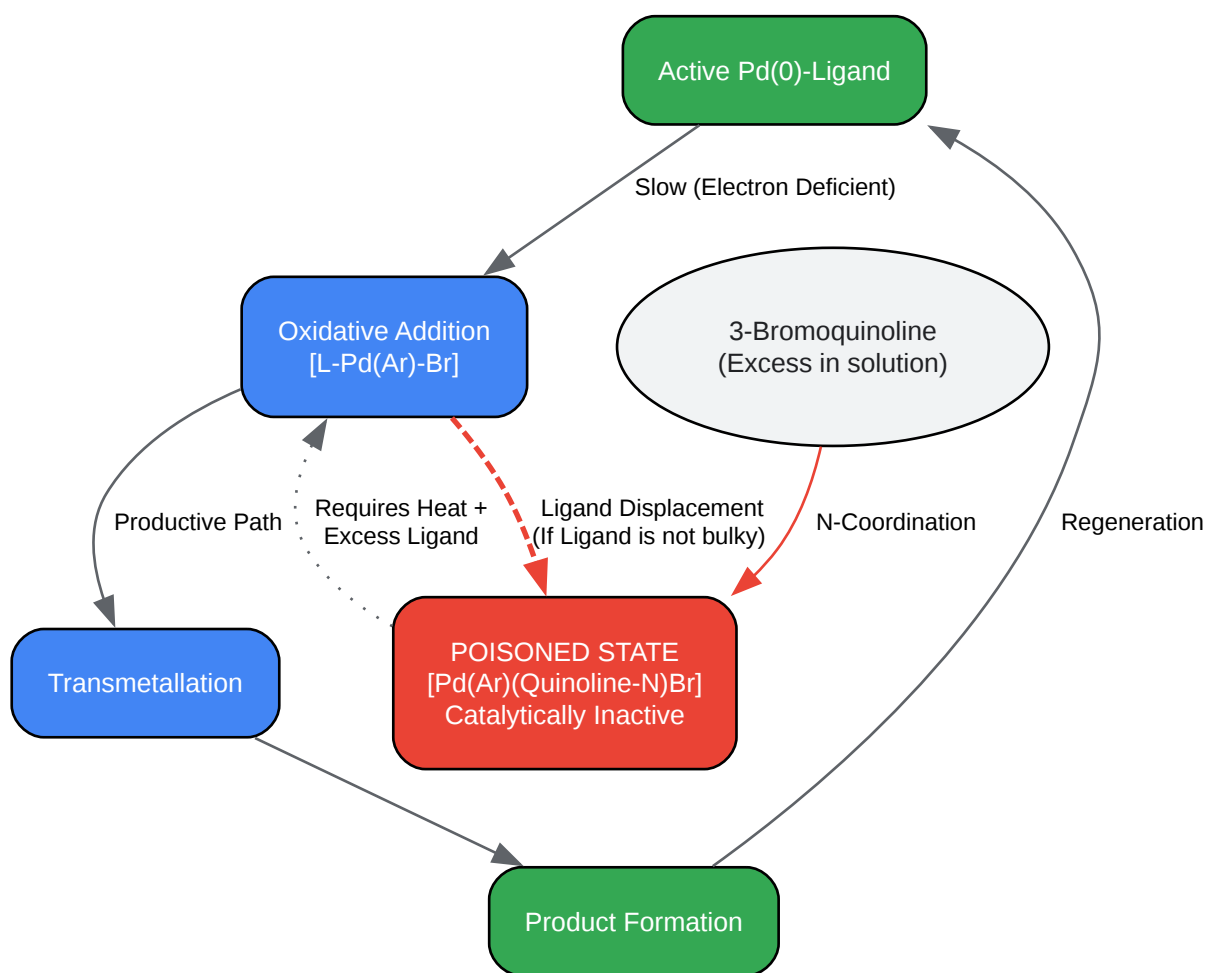 Active Pd(0)-Ligand
Slow (Electron Deficient)
Oxidative Addition
[L-Pd(Ar)-Br]
3-Bromoquinoline
(Excess in solution)
Productive Path
Requires Heat +
Excess Ligand
Ligand Displacement
(If Ligand is not bulky)
N-Coordination
Regeneration
Transmetallation
POISONED STATE
[Pd(Ar)(Quinoline-N)Br]
Catalytically Inactive
Product Formation